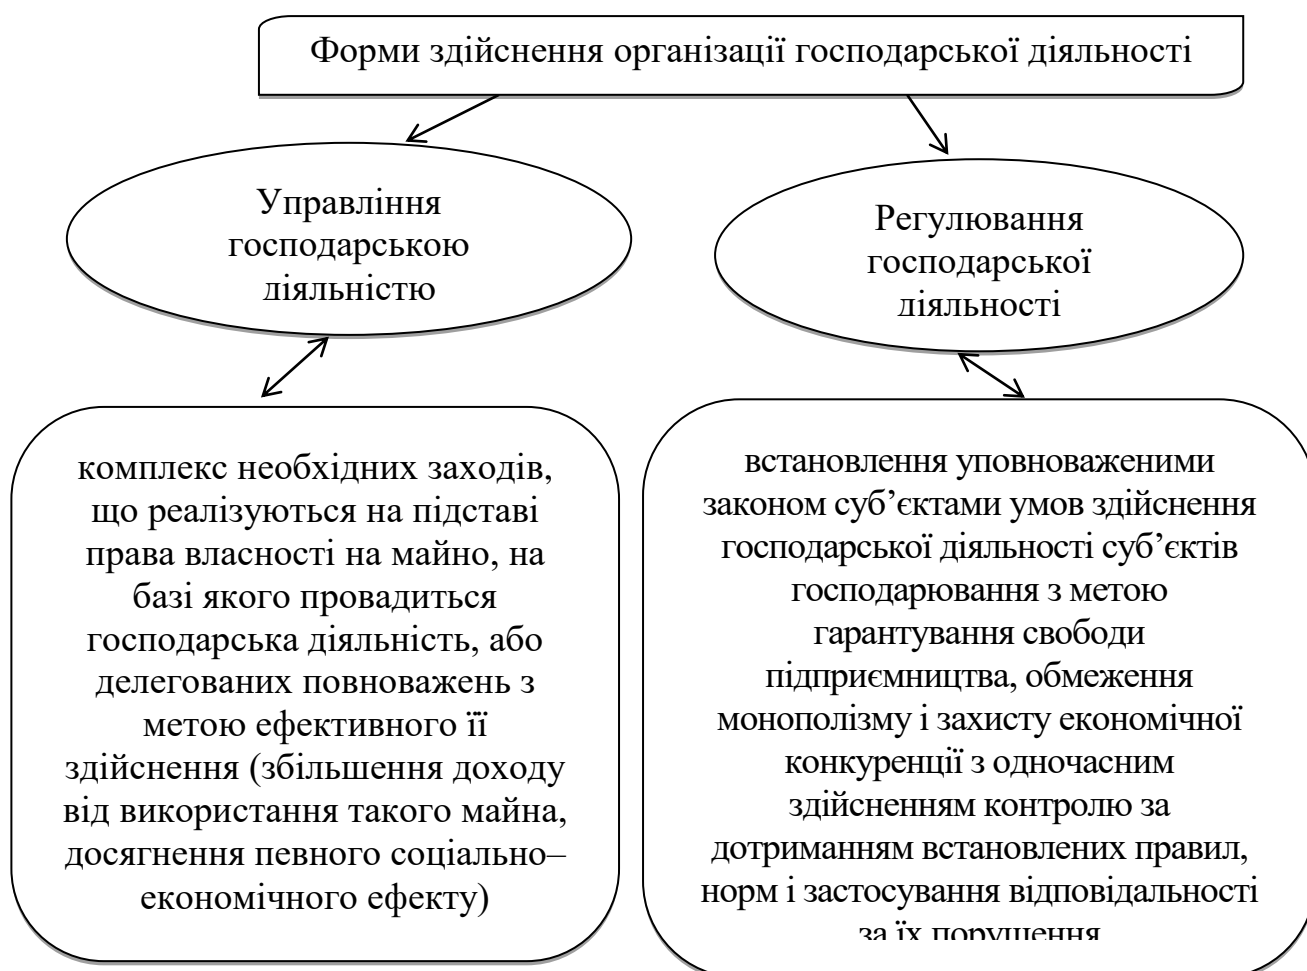 Форми здійснення організації господарської діяльності
Управління
господарською
діяльністю
Регулювання
господарської
діяльності
комплекс необхідних заходів,
що реалізуються на підставі
права власності на майно, на
базі якого провадиться
господарська діяльність, або
делегованих повноважень з
метою ефективного її
здійснення (збільшення доходу
від використання такого майна,
досягнення певного соціально–
економічного ефекту)
встановлення уповноваженими
законом суб’єктами умов здійснення
господарської діяльності суб’єктів
господарювання з метою
гарантування свободи
підприємництва, обмеження
монополізму і захисту економічної
конкуренції з одночасним
здійсненням контролю за
дотриманням встановлених правил,
норм і застосування відповідальності
за їх порушення